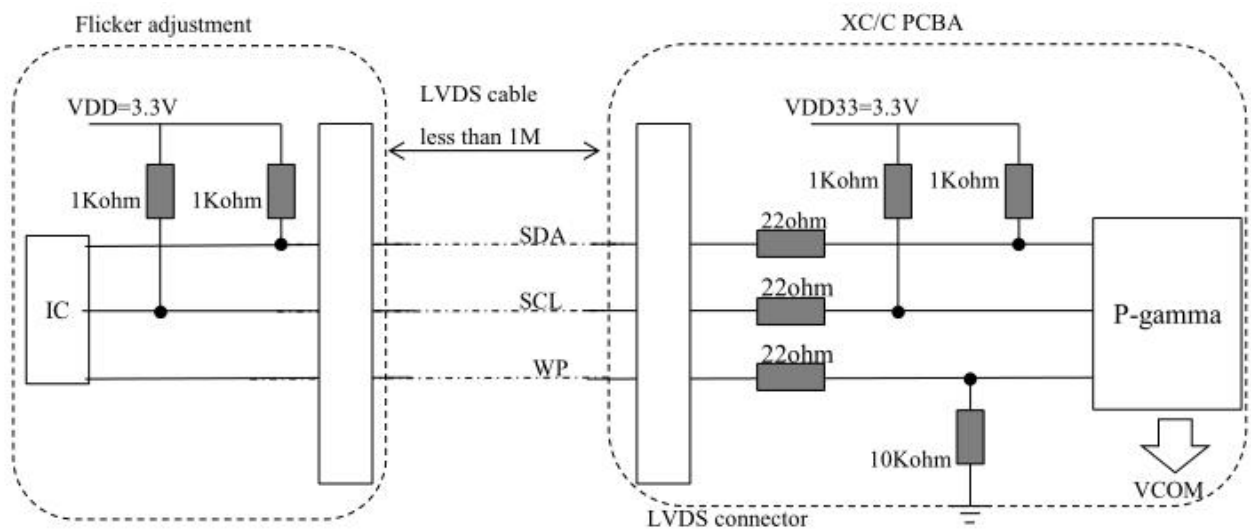 Flicker adjustment
XC/C PCBA
VDD=3.3V
LVDS cable
less than 1M
VDD33=3.3V
1Kohm
1Kohm
1Kohm
1Kohm
SDA
22ohm
IC
SCL
22ohm
P-gamma
WP
22ohm
10Kohm
VCOM
LVDS connector